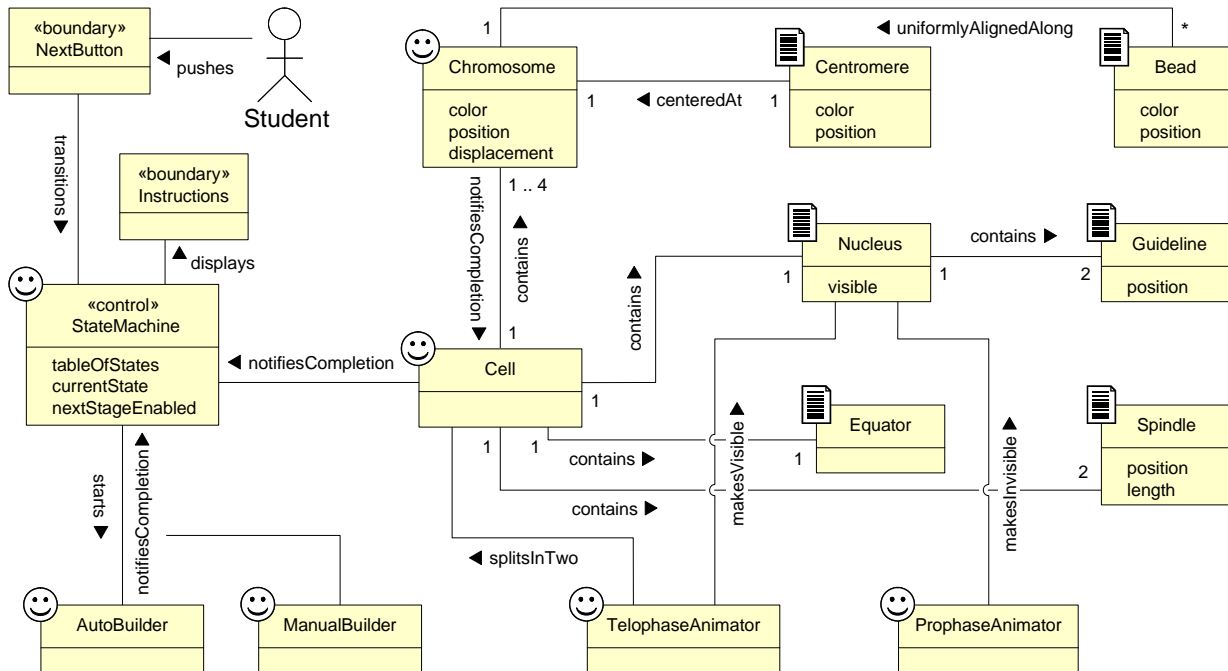 «boundary»
NextButton
◄ pushes
Student
transitions ►
«boundary»
Instructions
▲ displays
«control»
StateMachine
tableOfStates
currentState
nextStageEnabled
starts ►
notifiesCompletion ►
AutoBuilder
ManualBuilder
1
Chromosome
color
position
displacement
1 .. 4
◄ uniformlyAlignedAlong
*
Centromere
color
position
1
◄ centeredAt
1
Bead
color
position
notifiesCompletion ►
contains ►
1
◄ notifiesCompletion
Cell
1
1
1
contains ►
1
Nucleus
visible
1
contains ►
2
Guideline
position
Equator
contains ►
1
Spindle
position
length
contains ►
2
makesVisible ►
makesInvisible ►
◄ splitsInTwo
TelophaseAnimator
ProphaseAnimator